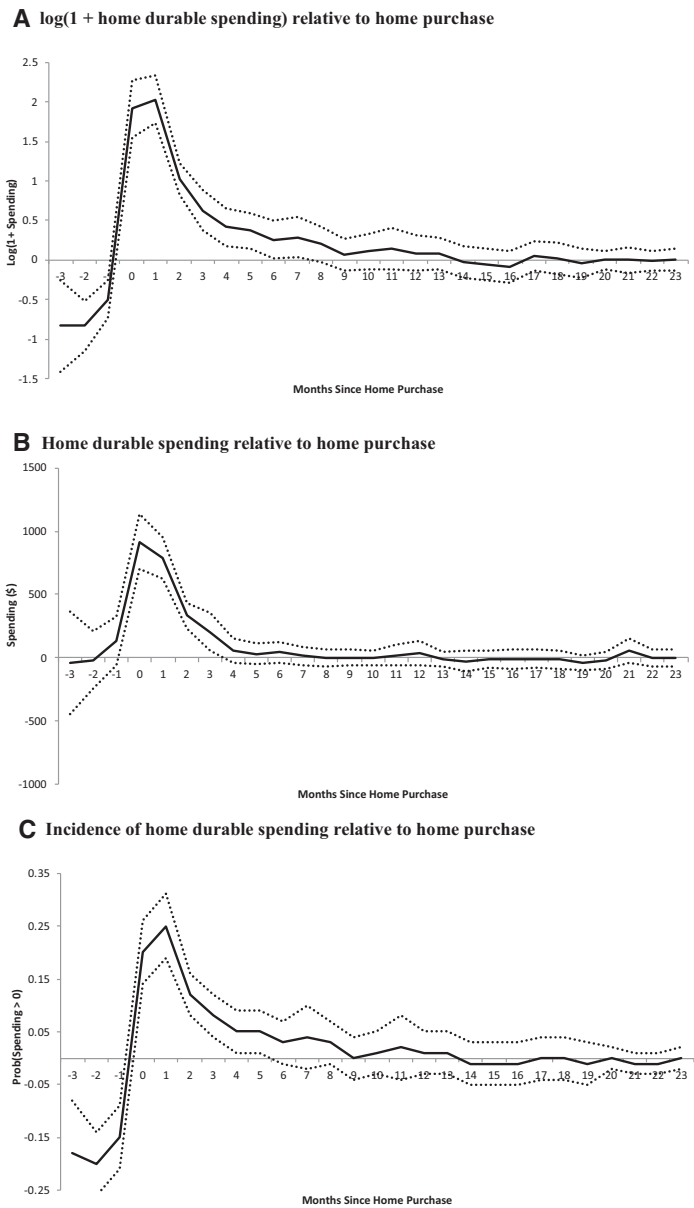 A log(1 + home durable spending) relative to home purchase
2.5
2
1.5
1
0.5
0
-0.5
-1
-1.5
Log(1+ Spending)
-3 -2 -1 0 1 2 3 4 5 6 7 8 9 10 11 12 13 14 15 16 17 18 19 20 21 22 23
Months Since Home Purchase
B Home durable spending relative to home purchase
1500
1000
500
0
-500
-1000
Spending ($)
-3 -2 -1 0 1 2 3 4 5 6 7 8 9 10 11 12 13 14 15 16 17 18 19 20 21 22 23
Months Since Home Purchase
C Incidence of home durable spending relative to home purchase
0.35
0.25
0.15
0.05
-0.05
-0.15
-0.25
Prob(Spending > 0)
-3 -2 -1 0 1 2 3 4 5 6 7 8 9 10 11 12 13 14 15 16 17 18 19 20 21 22 23
Months Since Home Purchase